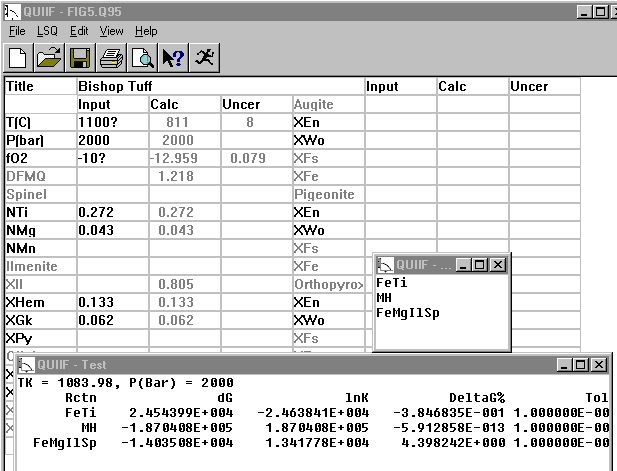 QUIIF - FIG5.Q95
File LSQ Edit View Help
Title Bishop Tuff Input Calc Uncer
Input Calc Uncer Augite
T(C) 1100? 811 8 XEn
P(bar) 2000 2000 XWo
fO2 -10? -12.959 0.079 XFs
DFMQ 1.218 XFe
Spinel Pigeonite
NTi 0.272 0.272 XEn
NMg 0.043 0.043 XWo
NMn XFs
Ilmenite XFe
XIl 0.805 Orthopyrox
XHem 0.133 0.133 XEn
XGk 0.062 0.062 XWo
XPy XFs
QUIIF - ...
FeTi
MH
FeMgIlSp
QUIIF - Test
TK = 1083.98, P(Bar) = 2000
Rctn dG lnK DeltaG% Tol
FeTi 2.454399E+004 -2.463841E+004 -3.846835E-001 1.000000E-00
MH -1.870408E+005 1.870408E+005 -5.912858E-013 1.000000E-00
FeMgIlSp -1.403508E+004 1.341778E+004 4.398242E+000 1.000000E-00